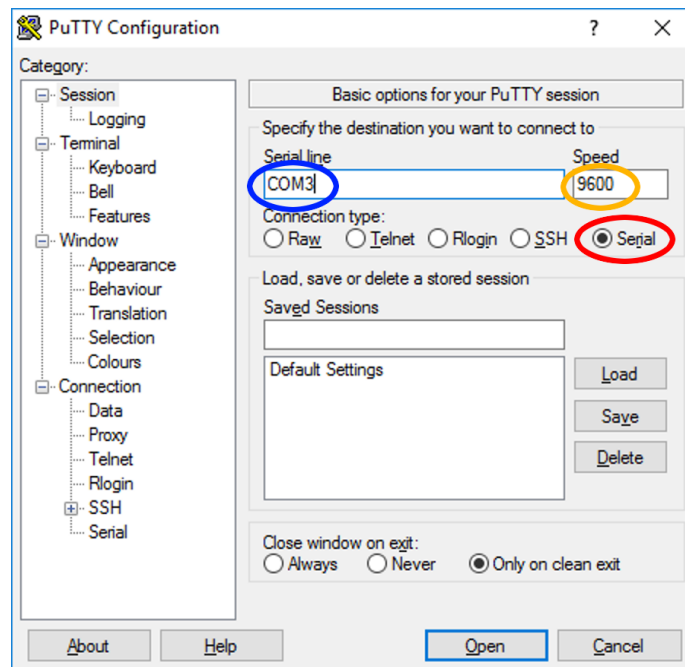 PuTTY Configuration
?
Category:
Session
Logging
Terminal
Keyboard
Bell
Features
Window
Appearance
Behaviour
Translation
Selection
Colours
Connection
Data
Proxy
Telnet
Rlogin
SSH
Serial
Basic options for your PuTTY session
Specify the destination you want to connect to
Serial line Speed
COM3 9600
Connection type:
Raw Telnet Rlogin SSH Serial
Load, save or delete a stored session
Saved Sessions
Default Settings
Load
Save
Delete
Close window on exit:
Always Never Only on clean exit
About Help Open Cancel